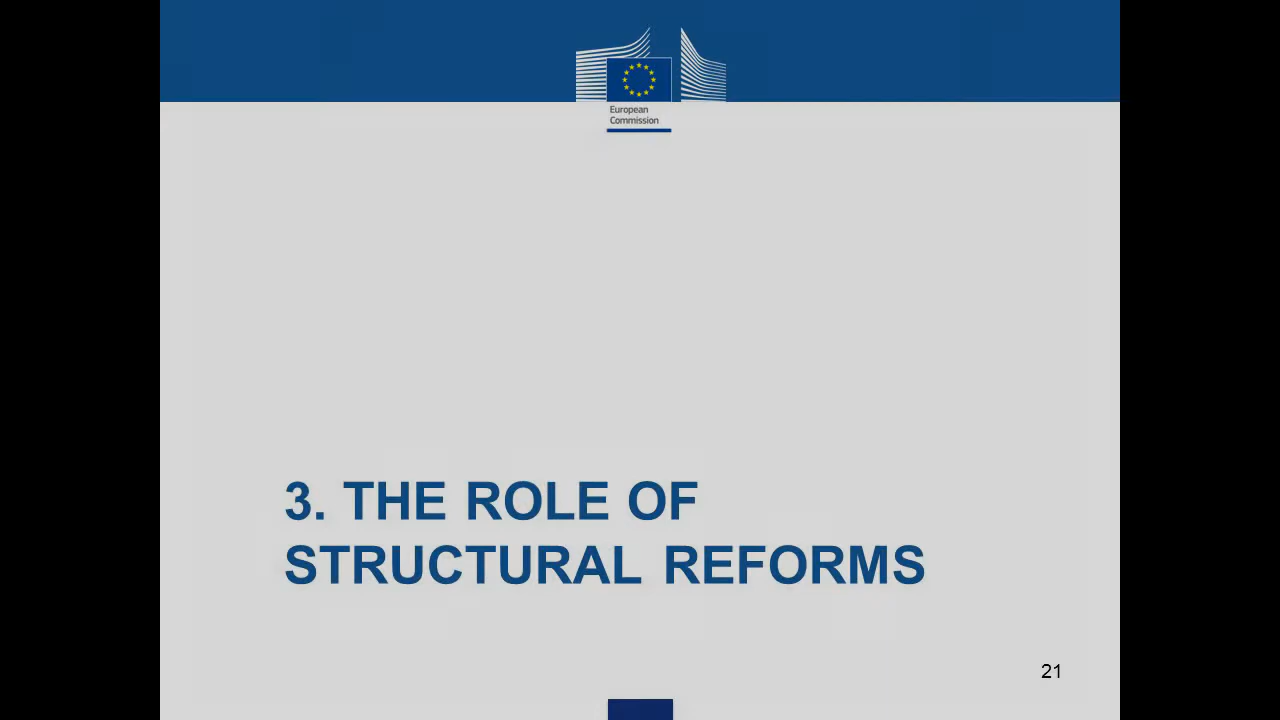 European
Commission
3. THE ROLE OF
STRUCTURAL REFORMS
21